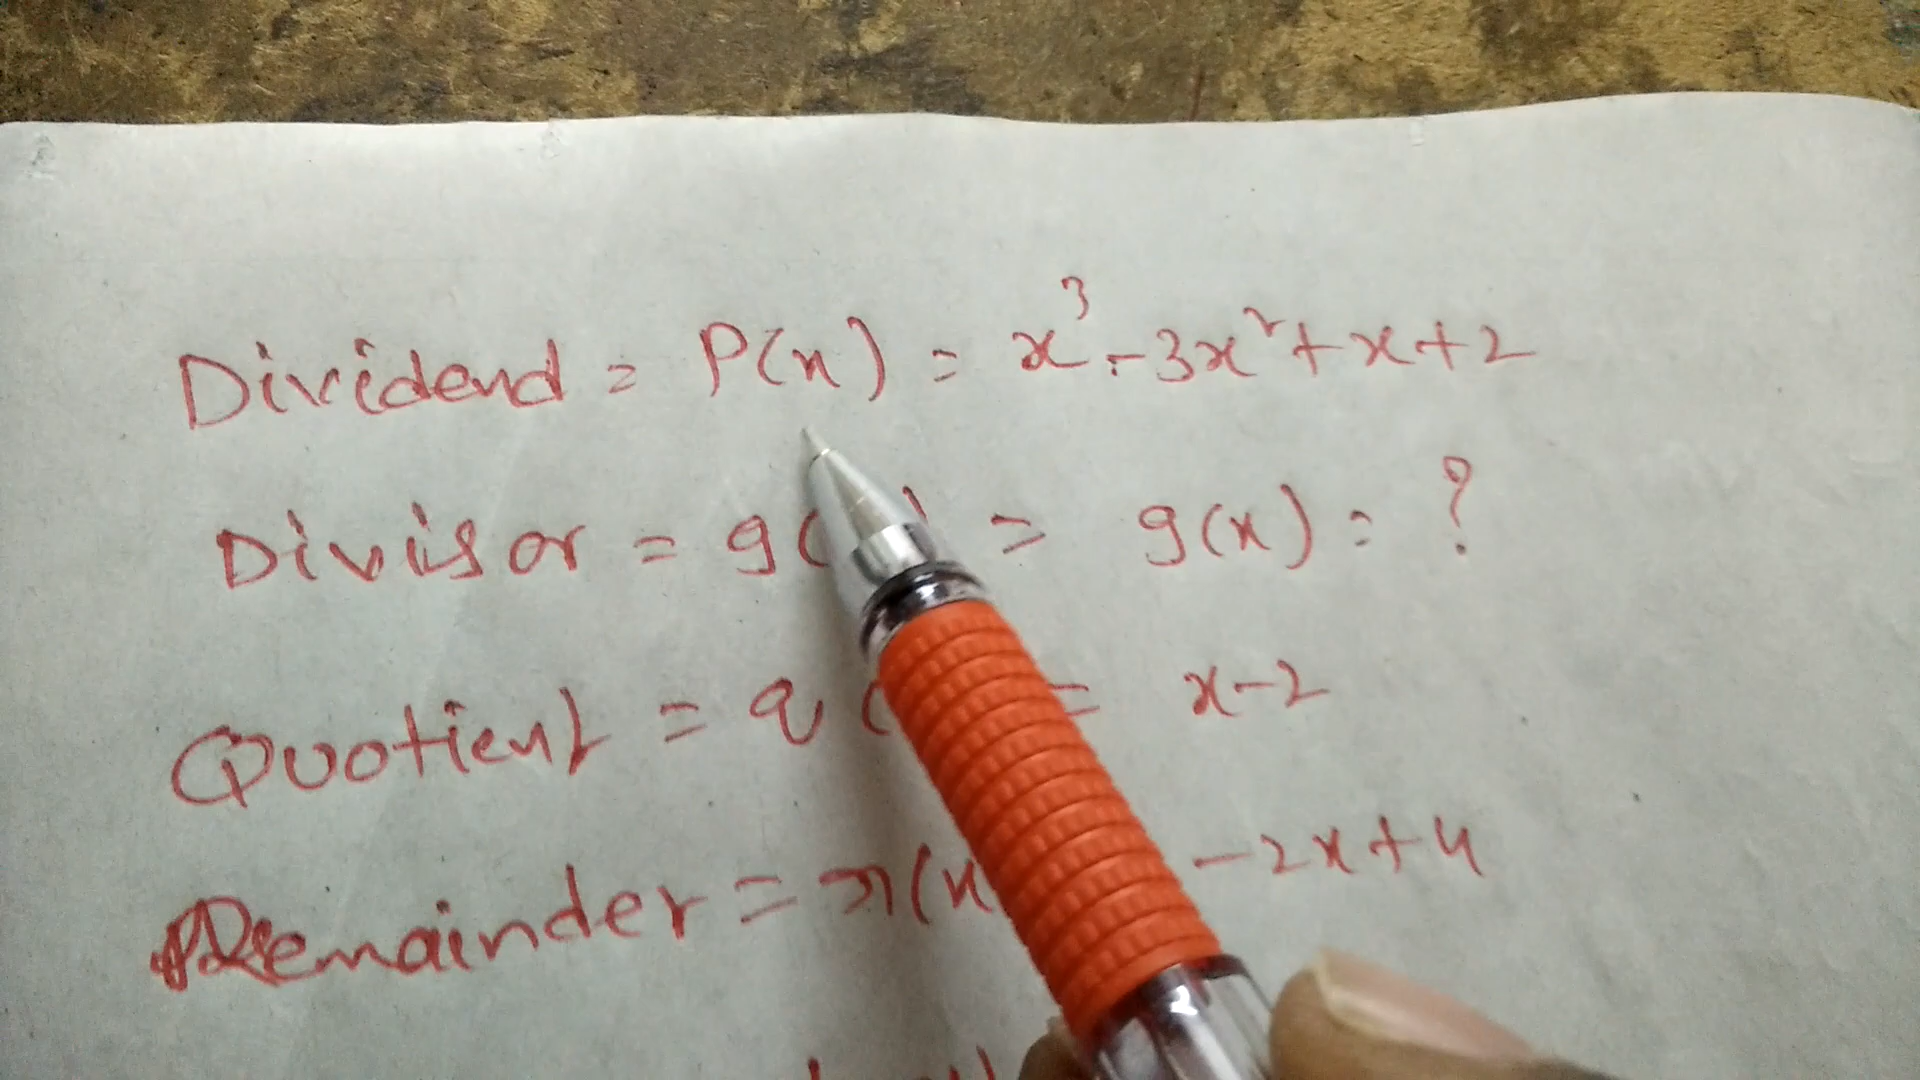 Dividend = P(x) = x³-3x²+x+2
Divisor = g( ) = g(x) = ?
Quotient = q ( = x-2
Remainder = r(x -2x+4